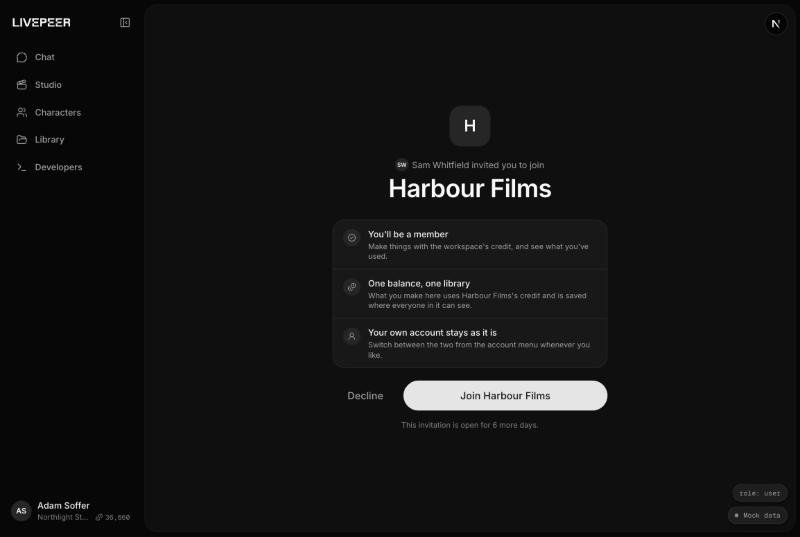 LIVEPEER
N
Chat
Studio
Characters
Library
Developers
H
SW Sam Whitfield invited you to join
Harbour Films
You'll be a member
Make things with the workspace's credit, and see what you've
used.
One balance, one library
What you make here uses Harbour Films's credit and is saved
where everyone in it can see.
Your own account stays as it is
Switch between the two from the account menu whenever you
like.
Decline
Join Harbour Films
This invitation is open for 6 more days.
role: user
Mock data
AS
Adam Soffer
Northlight St... 36,660